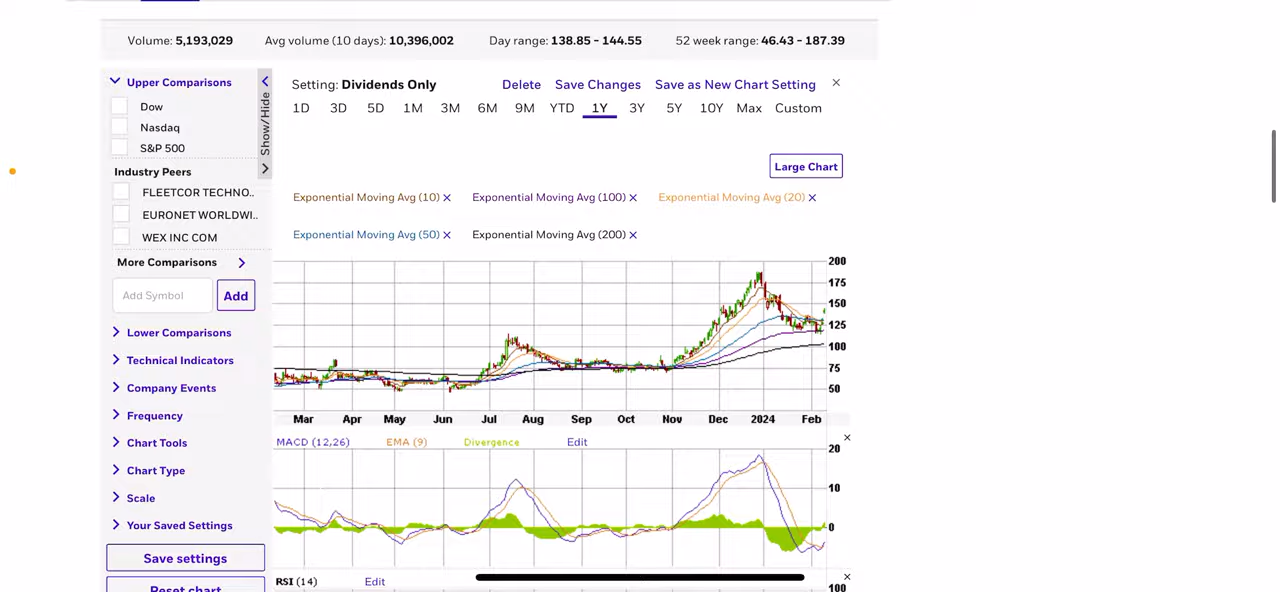 Volume: 5,193,029 Avg volume (10 days): 10,396,002 Day range: 138.85 – 144.55 52 week range: 46.43 – 187.39
Upper Comparisons
Dow
Nasdaq
S&P 500
Industry Peers
FLEETCOR TECHNO..
EURONET WORLDWI..
WEX INC COM
More Comparisons
Add Symbol Add
Lower Comparisons
Technical Indicators
Company Events
Frequency
Chart Tools
Chart Type
Scale
Your Saved Settings
Save settings
Reset chart
Show/Hide
Setting: Dividends Only Delete Save Changes Save as New Chart Setting
1D 3D 5D 1M 3M 6M 9M YTD 1Y 3Y 5Y 10Y Max Custom
Large Chart
Exponential Moving Avg (10) Exponential Moving Avg (100) Exponential Moving Avg (20)
Exponential Moving Avg (50) Exponential Moving Avg (200)
200
175
150
125
100
75
50
Mar Apr May Jun Jul Aug Sep Oct Nov Dec 2024 Feb
MACD (12,26) EMA (9) Divergence Edit
20
10
0
RSI (14) Edit
100